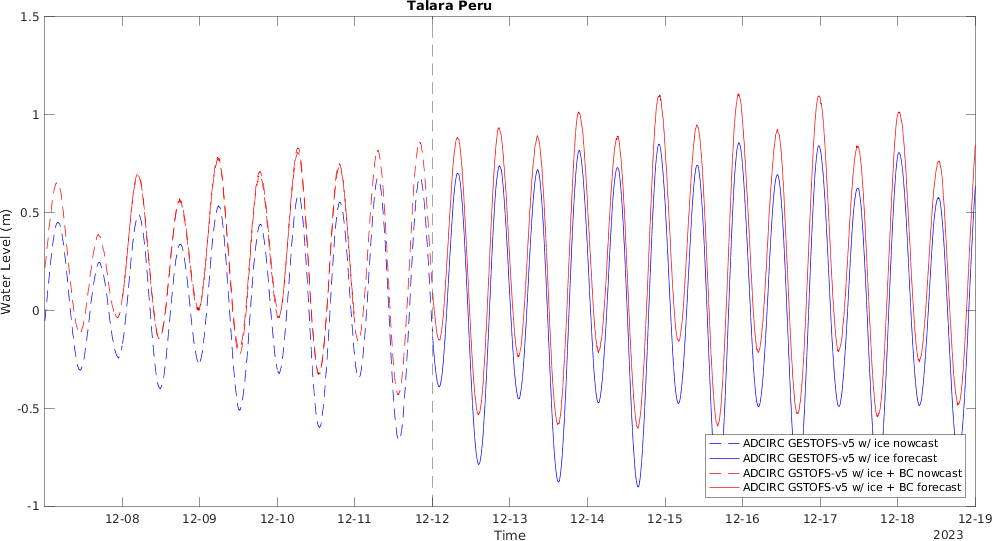 Talara Peru
1.5
1
0.5
0
-0.5
-1
Water Level (m)
12-08 12-09 12-10 12-11 12-12 12-13 12-14 12-15 12-16 12-17 12-18 12-19
Time
2023
ADCIRC GESTOFS-v5 w/ ice nowcast
ADCIRC GESTOFS-v5 w/ ice forecast
ADCIRC GSTOFS-v5 w/ ice + BC nowcast
ADCIRC GSTOFS-v5 w/ ice + BC forecast